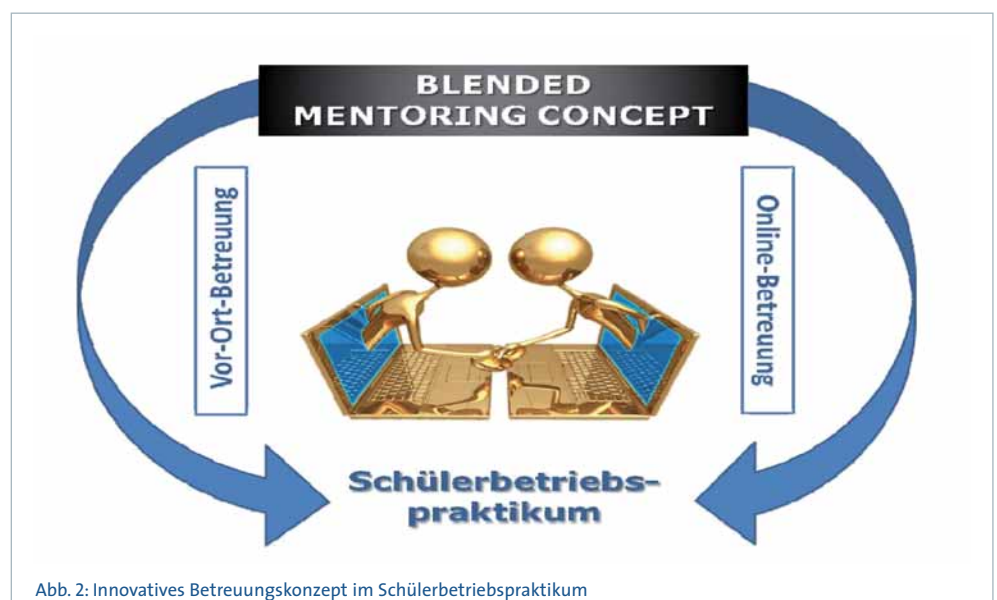 BLENDED
MENTORING CONCEPT
Vor-Ort-Betreuung
Online-Betreuung
Schülerbetriebs-
praktikum
Abb. 2: Innovatives Betreuungskonzept im Schülerbetriebspraktikum